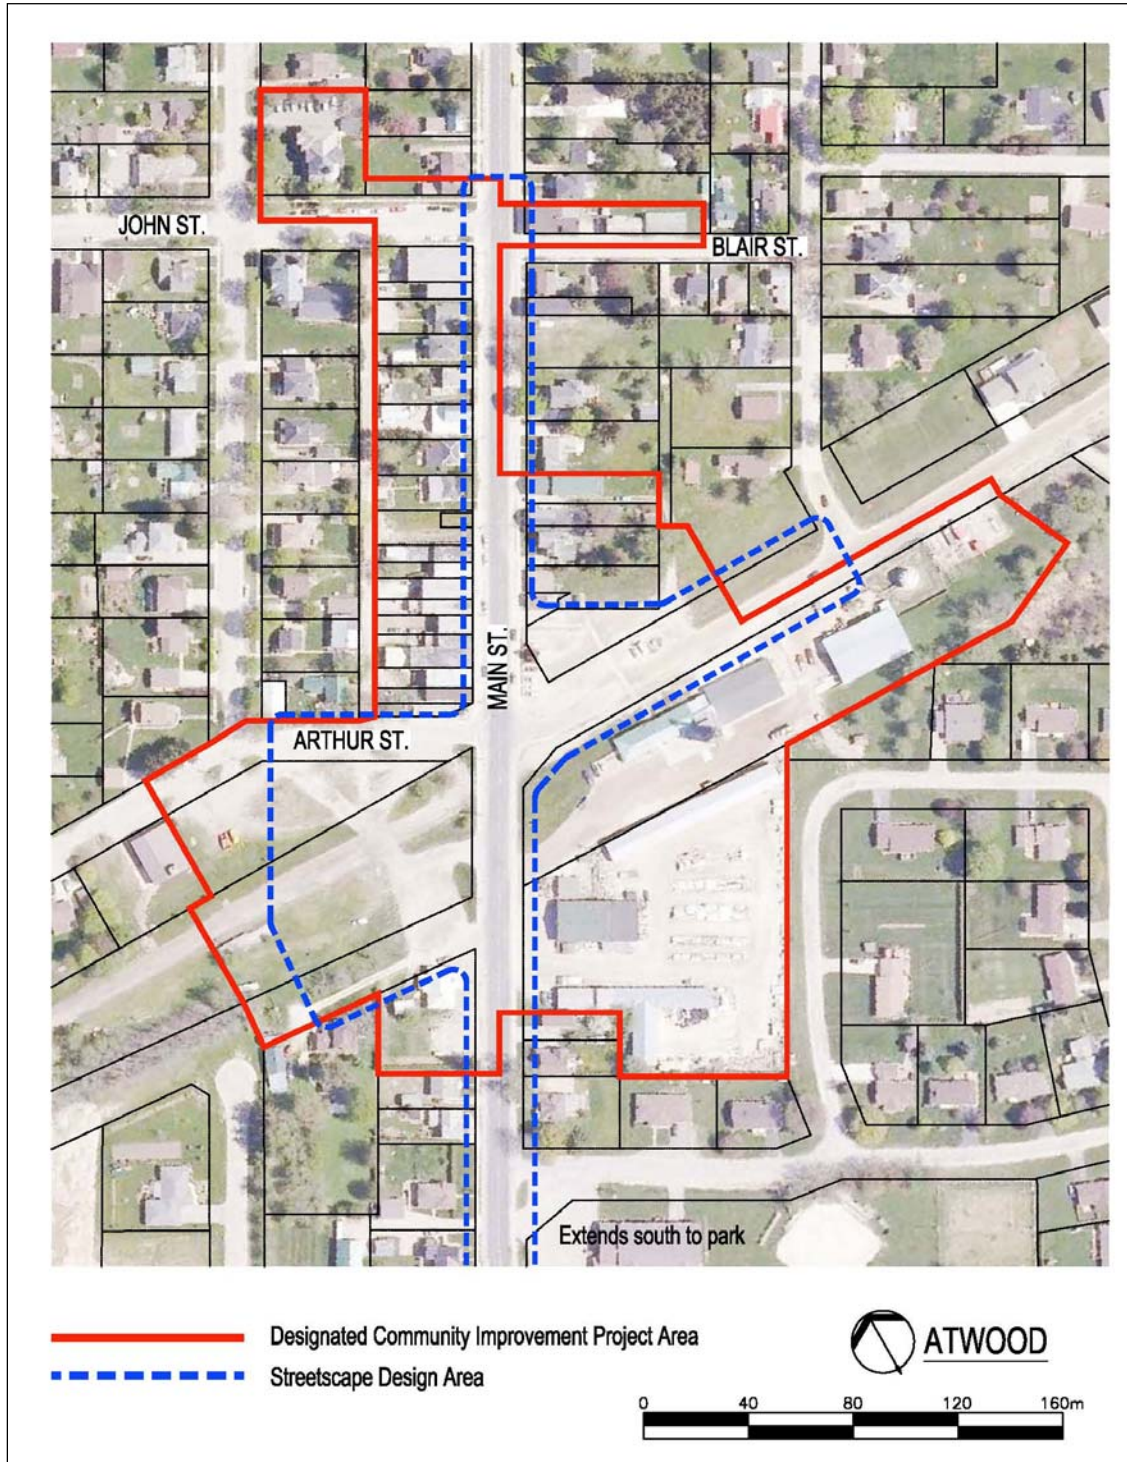 JOHN ST.
BLAIR ST.
MAIN ST.
ARTHUR ST.
Extends south to park
Designated Community Improvement Project Area
Streetscape Design Area
ATWOOD
0 40 80 120 160m